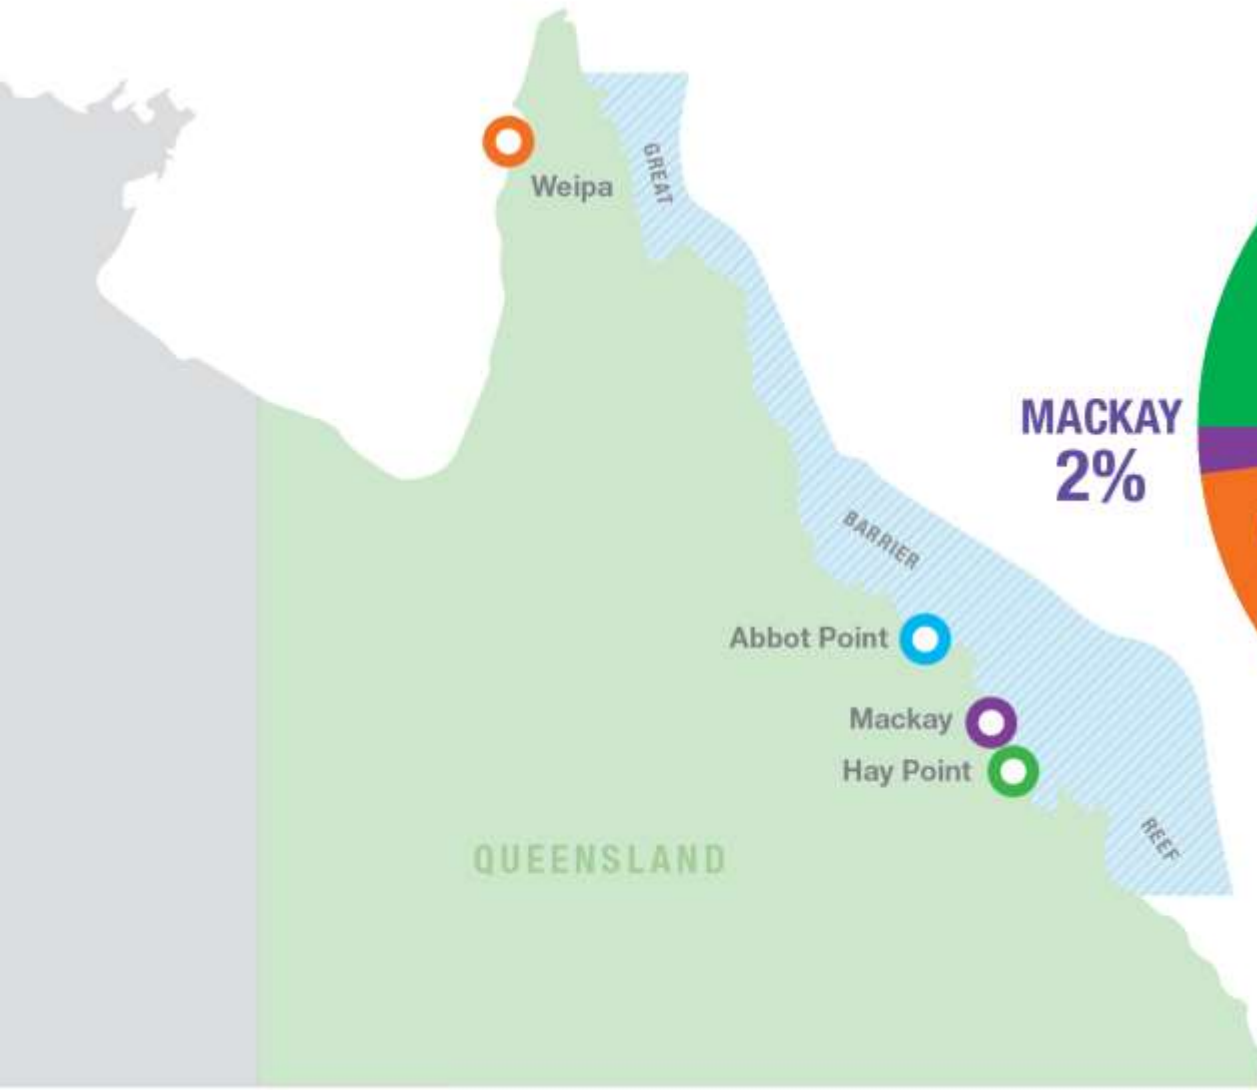 GREAT
Weipa
MACKAY
2%
BARRIER
Abbot Point
Mackay
Hay Point
REEF
QUEENSLAND